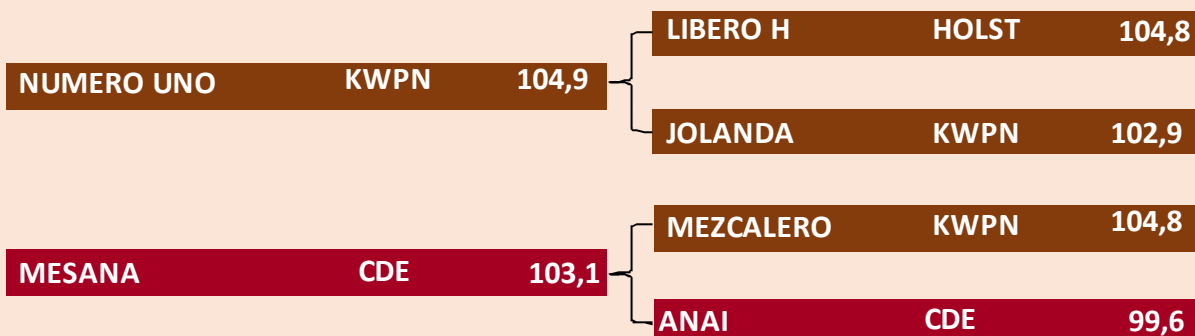 LIBERO H HOLST 104,8
NUMERO UNO KWPN 104,9
JOLANDA KWPN 102,9
MEZCALERO KWPN 104,8
MESANA CDE 103,1
ANAI CDE 99,6